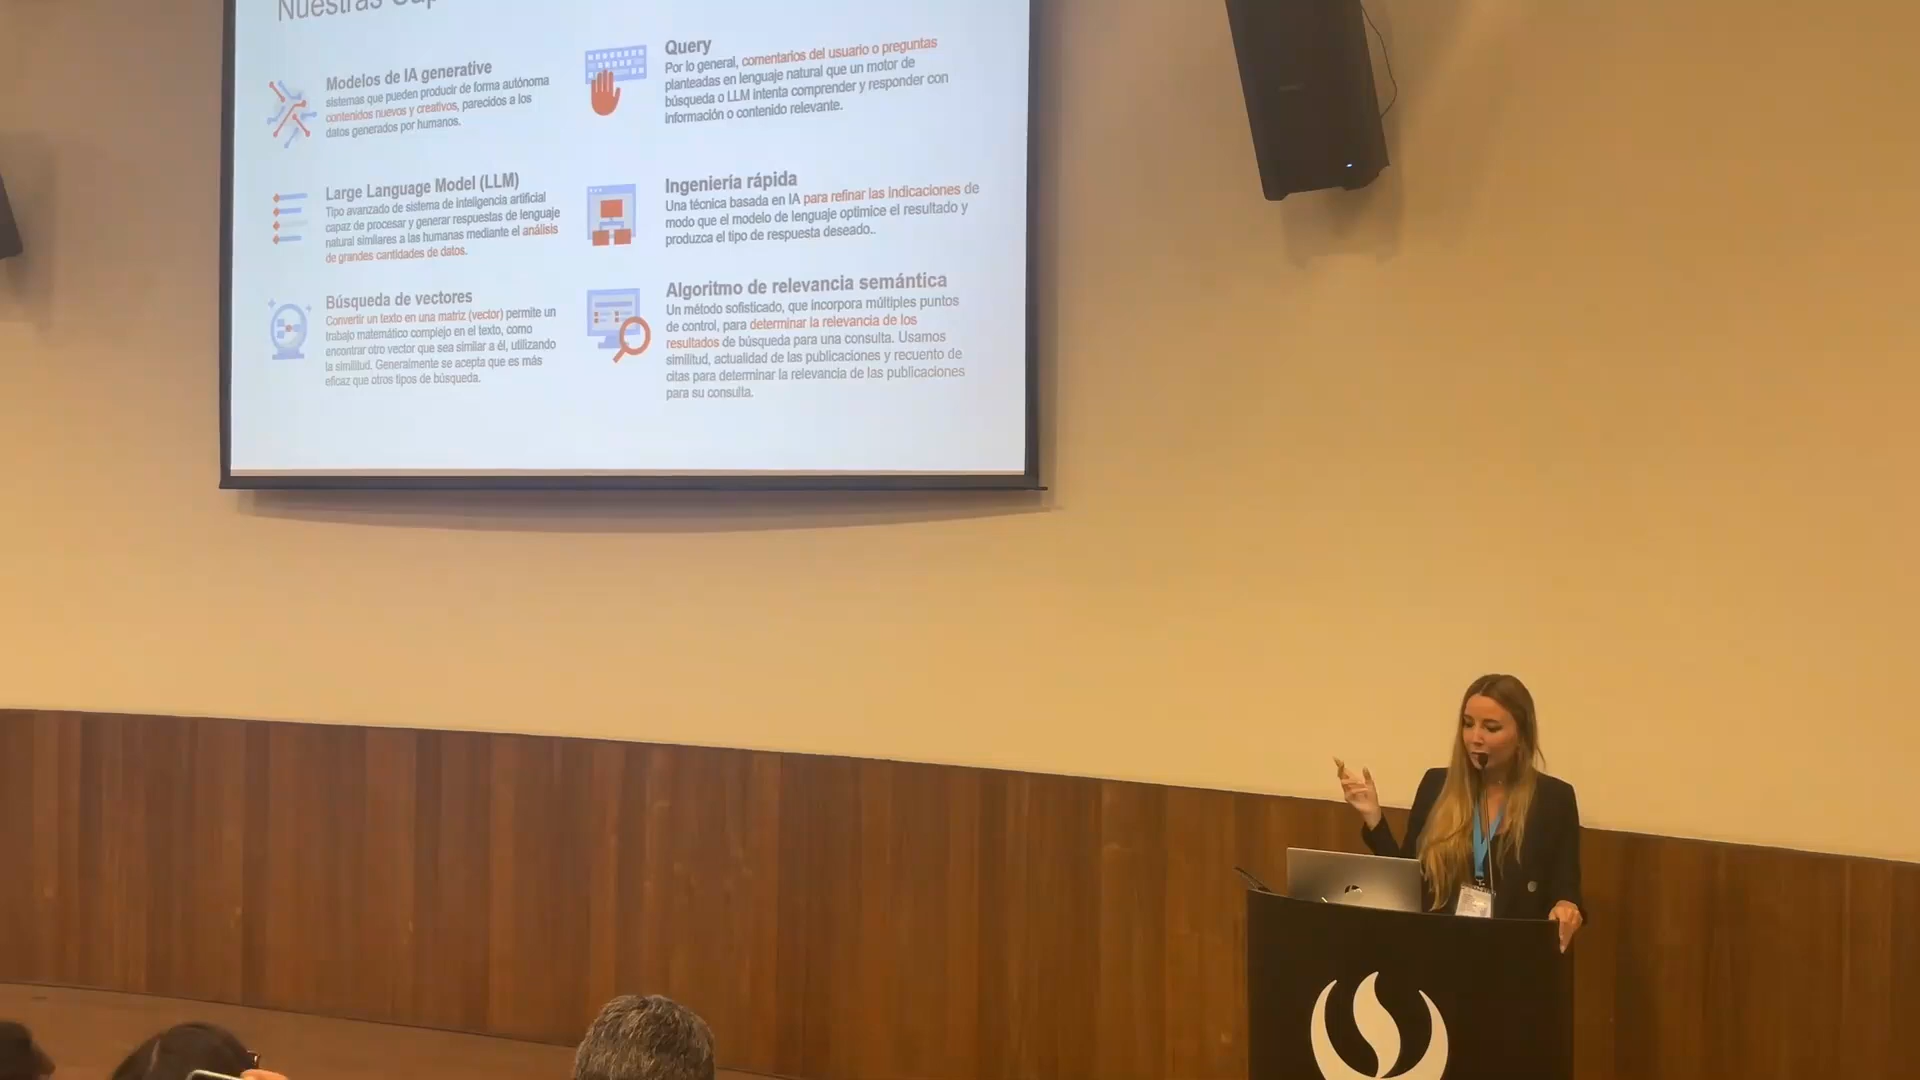 Nuestras
Modelos de IA generative
sistemas que pueden producir de forma autónoma
contenidos nuevos y creativos, parecidos a los
datos generados por humanos.
Large Language Model (LLM)
Tipo avanzado de sistema de inteligencia artificial
capaz de procesar y generar respuestas de lenguaje
natural similares a las humanas mediante el análisis
de grandes cantidades de datos.
Búsqueda de vectores
Convertir un texto en una matriz (vector) permite un
trabajo matemático complejo en el texto, como
encontrar otro vector que sea similar a él, utilizando
la similitud. Generalmente se acepta que es más
eficaz que otros tipos de búsqueda.
Query
Por lo general, comentarios del usuario o preguntas
planteadas en lenguaje natural que un motor de
búsqueda o LLM intenta comprender y responder con
información o contenido relevante.
Ingeniería rápida
Una técnica basada en IA para refinar las indicaciones de
modo que el modelo de lenguaje optimice el resultado y
produzca el tipo de respuesta deseado..
Algoritmo de relevancia semántica
Un método sofisticado, que incorpora múltiples puntos
de control, para determinar la relevancia de los
resultados de búsqueda para una consulta. Usamos
similitud, actualidad de las publicaciones y recuento de
citas para determinar la relevancia de las publicaciones
para su consulta.